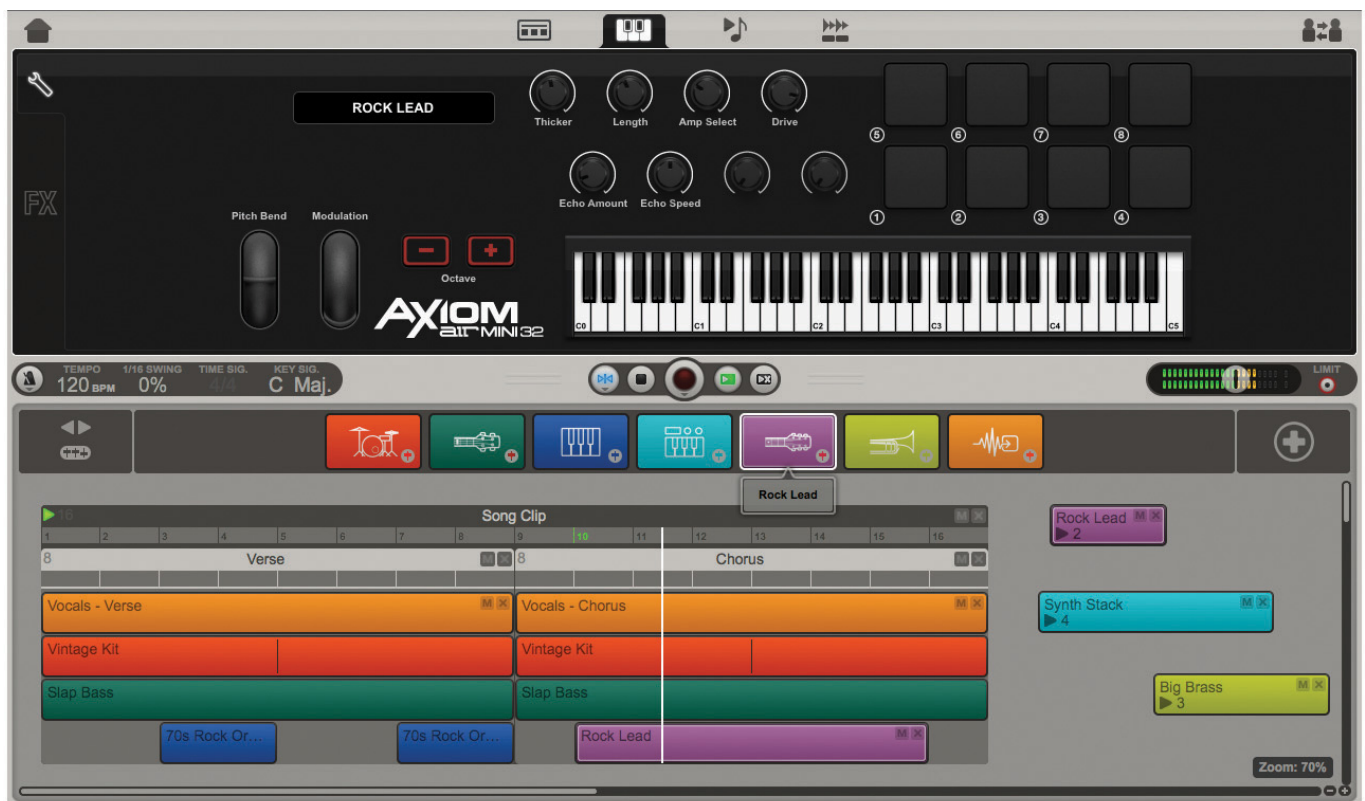 ROCK LEAD
Thicker
Length
Amp Select
Drive
5
6
7
8
FX
Echo Amount
Echo Speed
1
2
3
4
Pitch Bend
Modulation
Octave
AXIOM
air MINI 32
C0
C1
C2
C3
C4
C5
TEMPO
120 BPM
1/16 SWING
0%
TIME SIG.
4/4
KEY SIG.
C Maj.
DX
LIMIT
Rock Lead
16
Song Clip
M X
1 2 3 4 5 6 7 8 9 10 11 12 13 14 15 16
8 Verse M X
8 Chorus M X
Vocals - Verse M X
Vocals - Chorus M X
Vintage Kit
Vintage Kit
Slap Bass
Slap Bass
70s Rock Or...
70s Rock Or...
Rock Lead M X
Rock Lead M X
2
Synth Stack M X
4
Big Brass M X
3
Zoom: 70%